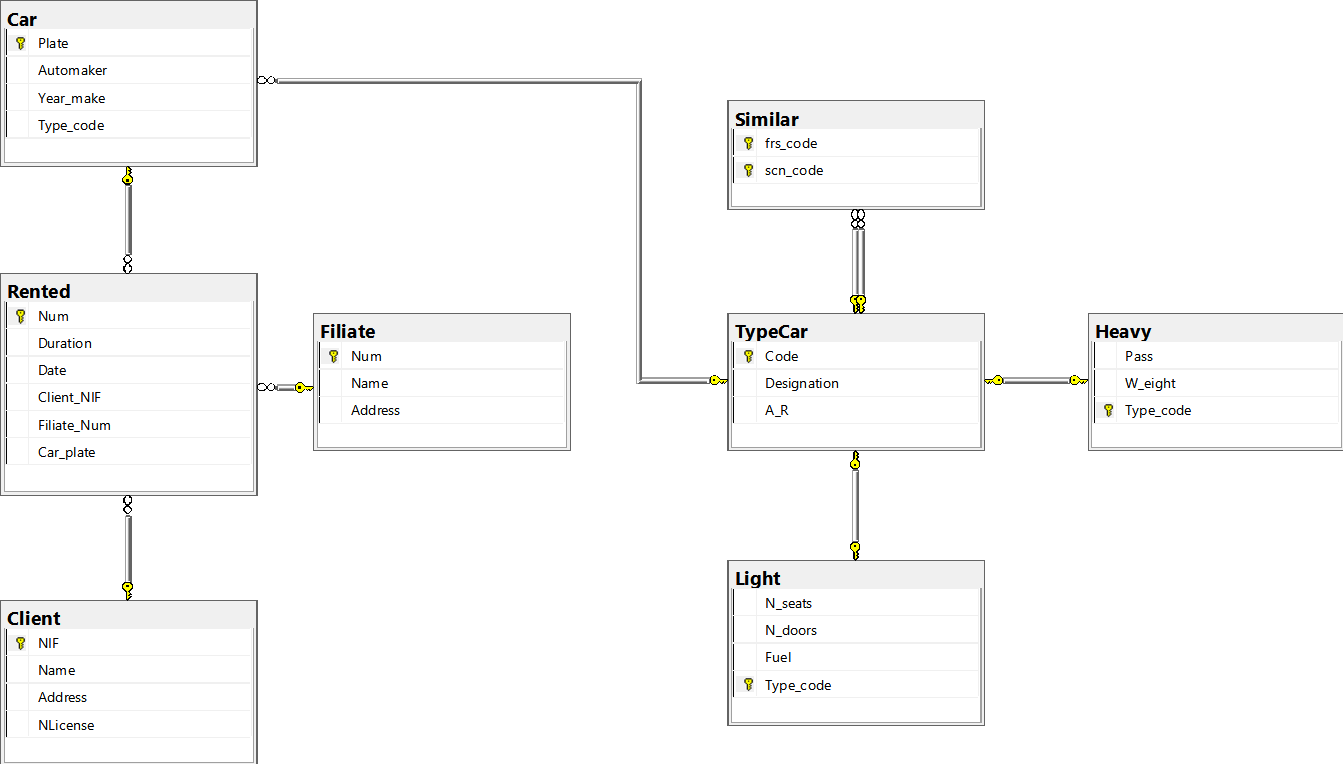 Car
Plate
Automaker
Year_make
Type_code
Similar
frs_code
scn_code
Rented
Num
Duration
Date
Client_NIF
Filiate_Num
Car_plate
Filiate
Num
Name
Address
TypeCar
Code
Designation
A_R
Heavy
Pass
W_eight
Type_code
Light
N_seats
N_doors
Fuel
Type_code
Client
NIF
Name
Address
NLicense